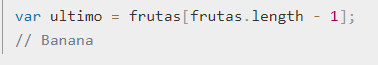 var ultimo = frutas[frutas.length - 1];
// Banana